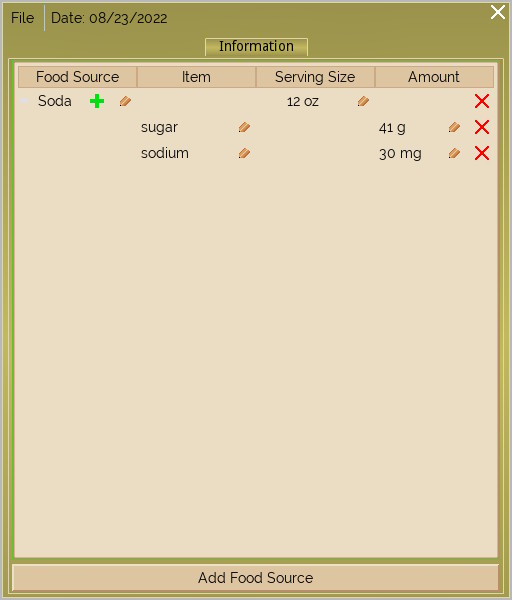 File Date: 08/23/2022
Information
Food Source Item Serving Size Amount
Soda 12 oz
sugar 41 g
sodium 30 mg
Add Food Source